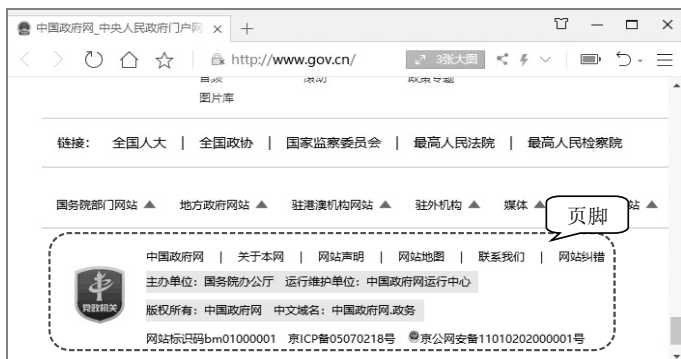 中国政府网_中央人民政府门户网
http://www.gov.cn/
3张大图
音频 滚动 政策专题
图片库
链接： 全国人大 | 全国政协 | 国家监察委员会 | 最高人民法院 | 最高人民检察院
国务院部门网站 ▲ 地方政府网站 ▲ 驻港澳机构网站 ▲ 驻外机构 ▲ 媒体 ▲ 站 ▲
页脚
中国政府网 | 关于本网 | 网站声明 | 网站地图 | 联系我们 | 网站纠错
党政机关
主办单位：国务院办公厅 运行维护单位：中国政府网运行中心
版权所有：中国政府网 中文域名：中国政府网.政务
网站标识码bm01000001 京ICP备05070218号 京公网安备11010202000001号